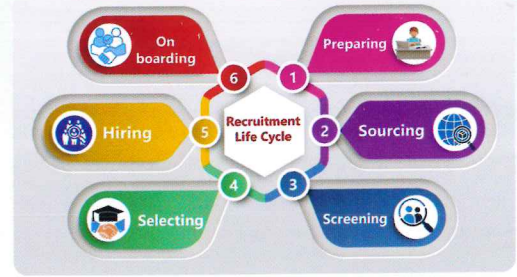 Recruitment
Life Cycle
1
Preparing
2
Sourcing
3
Screening
4
Selecting
5
Hiring
6
On
boarding